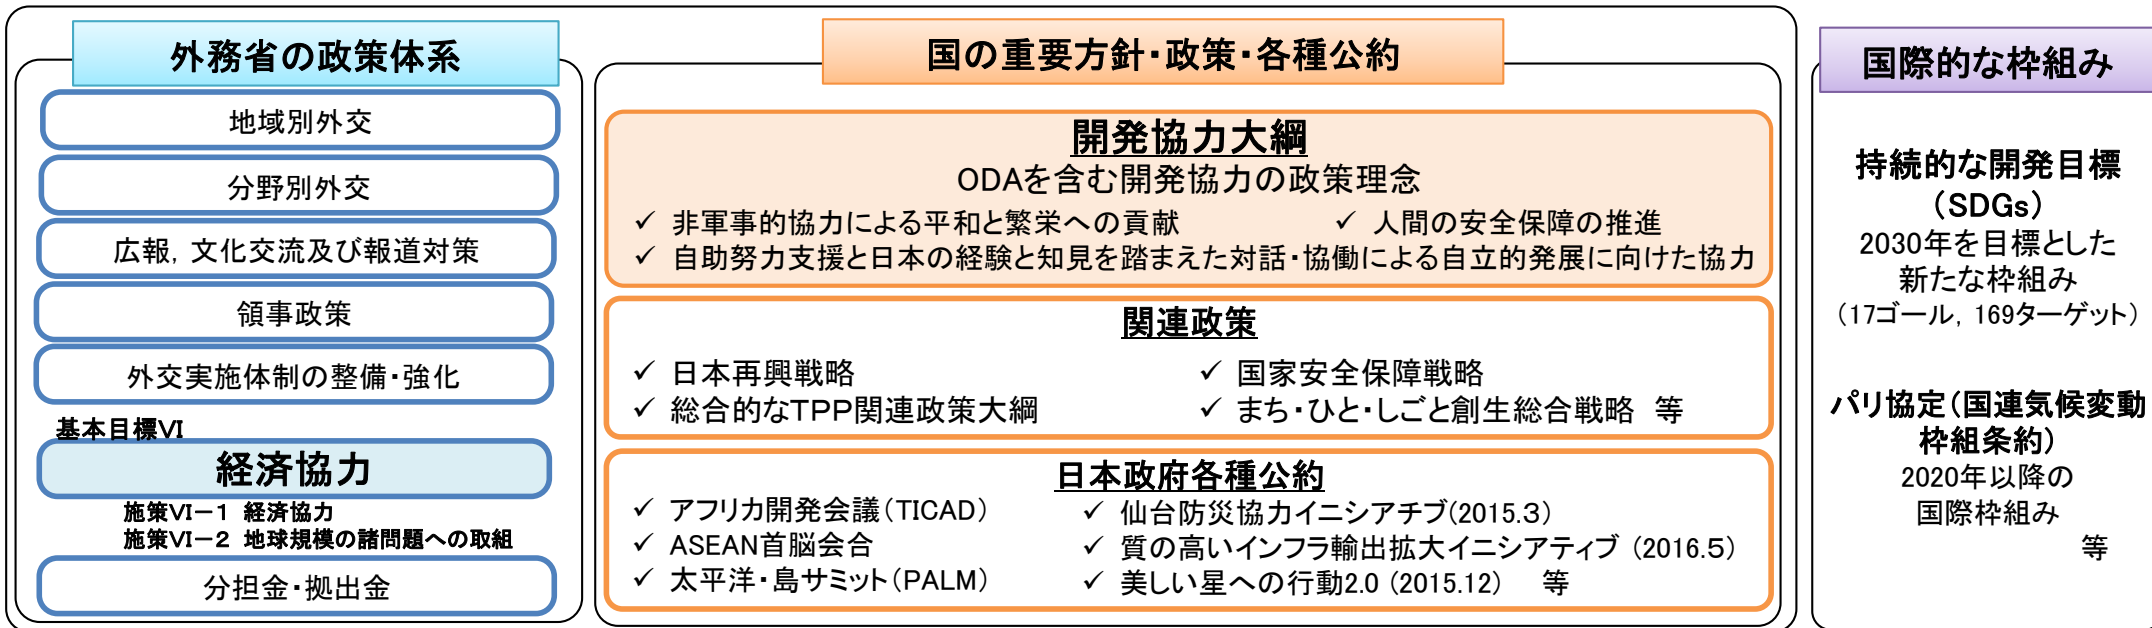 外務省の政策体系
地域別外交
分野別外交
広報，文化交流及び報道対策
領事政策
外交実施体制の整備・強化
基本目標Ⅵ
経済協力
施策Ⅵ－１ 経済協力
施策Ⅵ－２ 地球規模の諸問題への取組
分担金・拠出金
国の重要方針・政策・各種公約
開発協力大綱
ODAを含む開発協力の政策理念
✓ 非軍事的協力による平和と繁栄への貢献 ✓ 人間の安全保障の推進
✓ 自助努力支援と日本の経験と知見を踏まえた対話・協働による自立的発展に向けた協力
関連政策
✓ 日本再興戦略 ✓ 国家安全保障戦略
✓ 総合的なTPP関連政策大綱 ✓ まち・ひと・しごと創生総合戦略 等
日本政府各種公約
✓ アフリカ開発会議（TICAD） ✓ 仙台防災協力イニシアチブ(2015.３)
✓ ASEAN首脳会合 ✓ 質の高いインフラ輸出拡大イニシアティブ (2016.５)
✓ 太平洋・島サミット（PALM） ✓ 美しい星への行動2.0 (2015.12) 等
国際的な枠組み
持続的な開発目標
（SDGs）
2030年を目標とした
新たな枠組み
（17ゴール，169ターゲット）
パリ協定（国連気候変動
枠組条約）
2020年以降の
国際枠組み
等